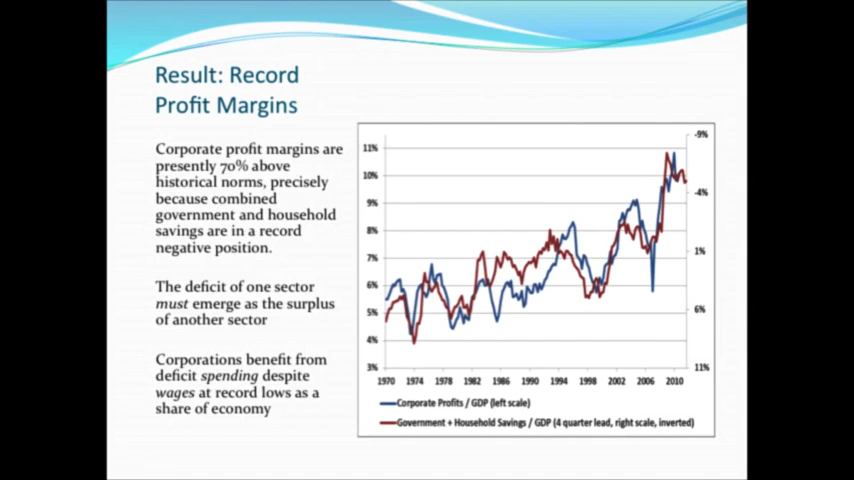 Result: Record
Profit Margins
Corporate profit margins are
presently 70% above
historical norms, precisely
because combined
government and household
savings are in a record
negative position.
The deficit of one sector
must emerge as the surplus
of another sector
Corporations benefit from
deficit spending despite
wages at record lows as a
share of economy
11%
10%
9%
8%
7%
6%
5%
4%
3%
-9%
-4%
1%
6%
11%
1970 1974 1978 1982 1986 1990 1994 1998 2002 2006 2010
Corporate Profits / GDP (left scale)
Government + Household Savings / GDP (4 quarter lead, right scale, inverted)